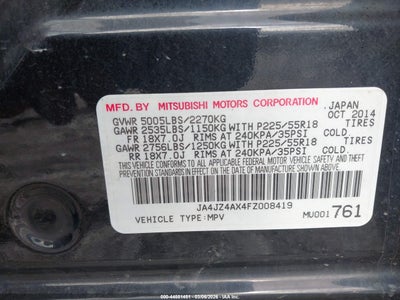 MFD. BY MITSUBISHI MOTORS CORPORATION, JAPAN
GVWR 5005LBS/2270KG OCT 2014
GAWR 2535LBS/1150KG WITH P225/55R18 TIRES
FR 18X7.0J RIMS AT 240KPA/35PSI COLD.
GAWR 2756LBS/1250KG WITH P225/55R18 TIRES
RR 18X7.0J RIMS AT 240KPA/35PSI COLD.
THIS VEHICLE CONFORMS TO ALL APPLICABLE FEDERAL
MOTOR VEHICLE SAFETY, BUMPER, AND THEFT
PREVENTION STANDARDS IN EFFECT ON THE DATE OF
MANUFACTURE SHOWN ABOVE.
JA4JZ4AX4FZ008419
VEHICLE TYPE:MPV MU001 761